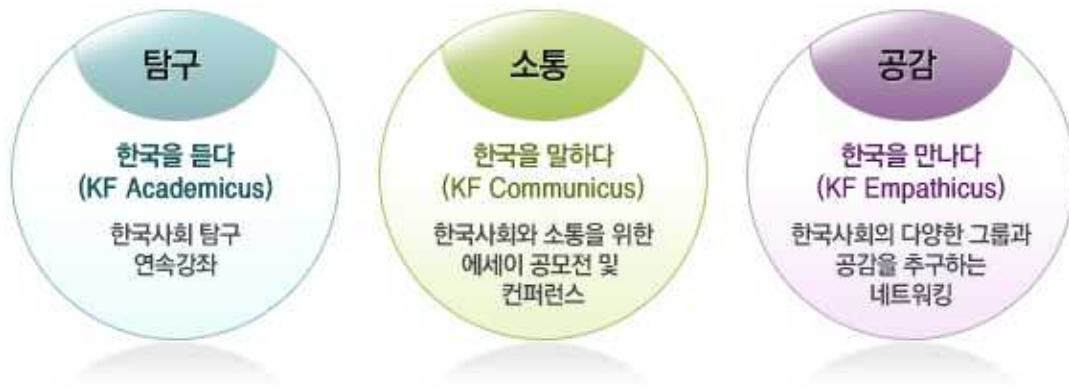 탐구
한국을 듣다
(KF Academicus)
한국사회 탐구
연속강좌
소통
한국을 말하다
(KF Communicus)
한국사회와 소통을 위한
에세이 공모전 및
컨퍼런스
공감
한국을 만나다
(KF Empathicus)
한국사회의 다양한 그룹과
공감을 추구하는
네트워킹